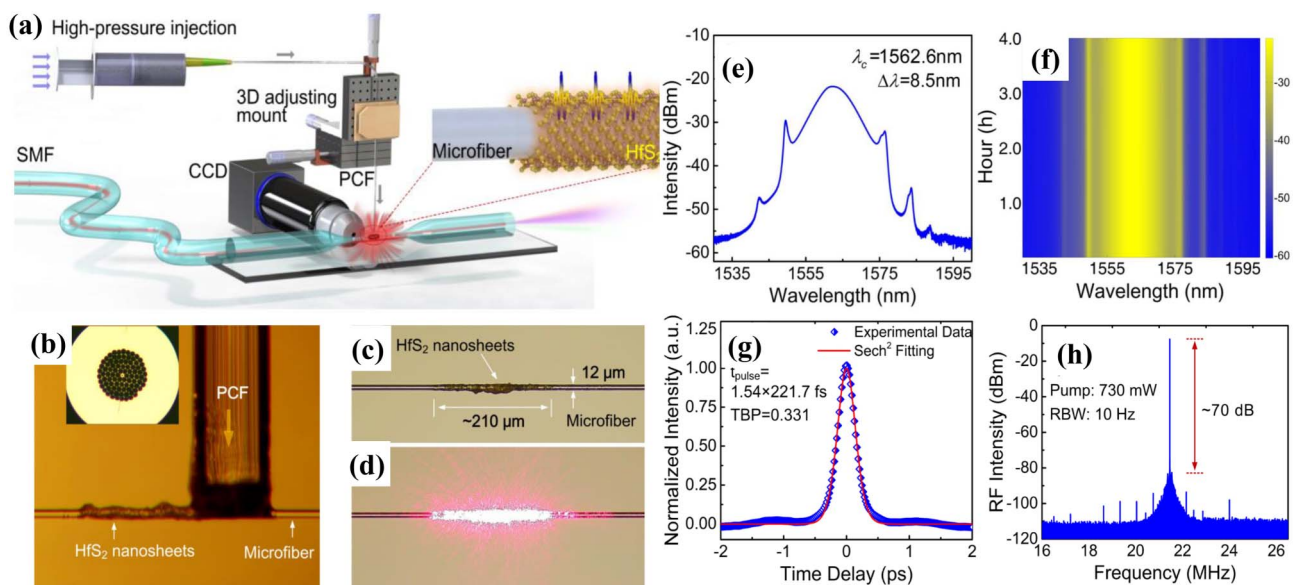 (a)
High-pressure injection
3D adjusting
mount
SMF
CCD
PCF
Microfiber
HfS₂
(b)
PCF
HfS₂ nanosheets
Microfiber
(c)
HfS₂ nanosheets
12 μm
~210 μm
Microfiber
(d)
(e)
λc=1562.6nm
Δλ=8.5nm
-10
-20
-30
-40
-50
-60
Intensity (dBm)
1535 1555 1575 1595
Wavelength (nm)
(f)
4.0
3.0
2.0
1.0
Hour (h)
1535 1555 1575 1595
Wavelength (nm)
-30
-40
-50
-60
(g)
Experimental Data
Sech² Fitting
tpulse=
1.54×221.7 fs
TBP=0.331
1.25
1.00
0.75
0.50
0.25
0.00
Normalized Intensity (a.u.)
-2 -1 0 1 2
Time Delay (ps)
(h)
Pump: 730 mW
RBW: 10 Hz
~70 dB
0
-20
-40
-60
-80
-100
-120
RF Intensity (dBm)
16 18 20 22 24 26
Frequency (MHz)